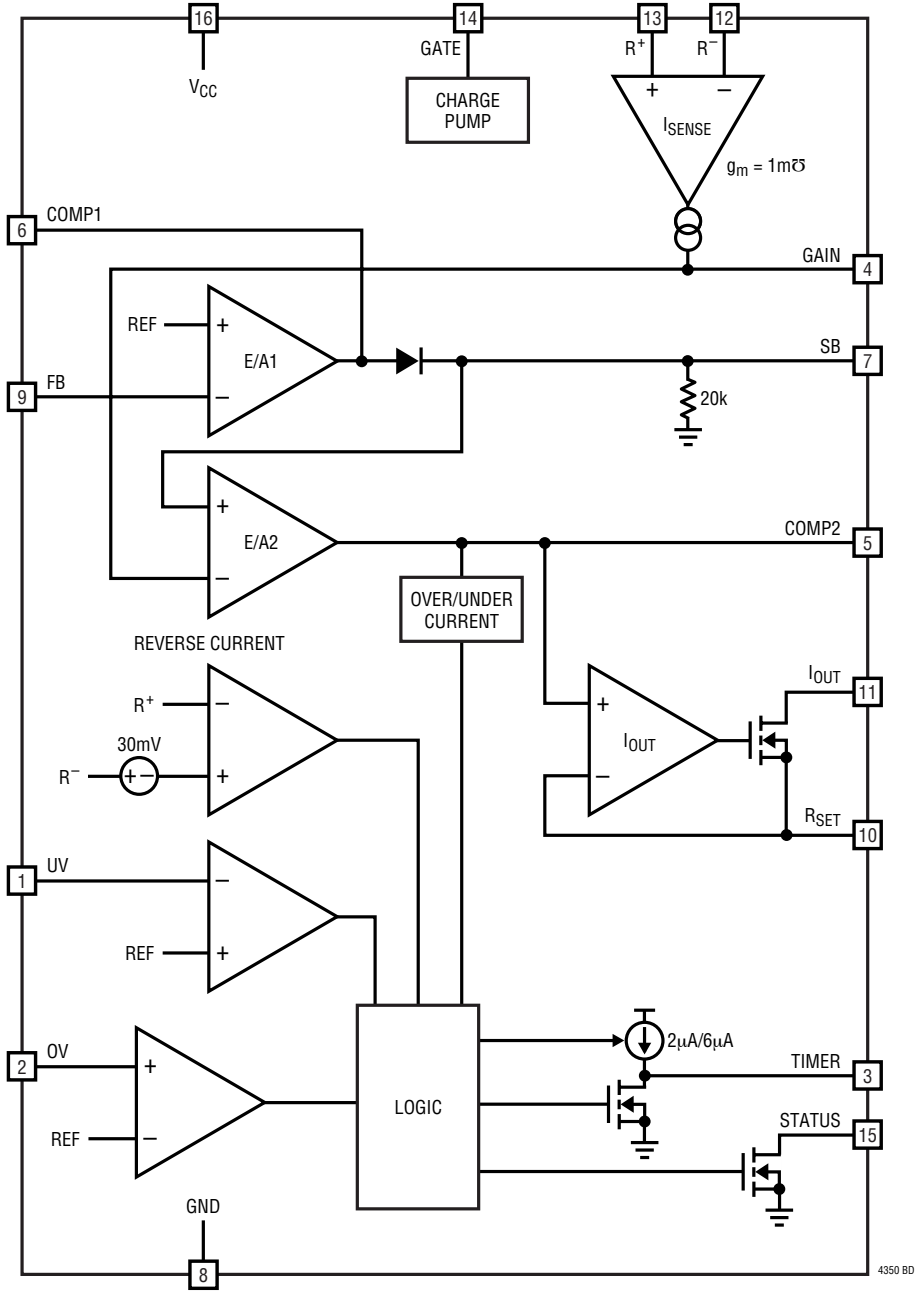 16
14
13
12
GATE
R+
R−
VCC
CHARGE
PUMP
+
−
ISENSE
gm = 1m℧
6
COMP1
GAIN
4
REF
+
E/A1
SB
7
9
FB
−
20k
+
E/A2
COMP2
5
−
OVER/UNDER
CURRENT
REVERSE CURRENT
R+
−
IOUT
11
+
30mV
IOUT
R−
+ −
+
−
RSET
10
1
UV
−
REF
+
2
OV
+
2µA/6µA
TIMER
3
LOGIC
REF
−
STATUS
15
GND
8
4350 BD